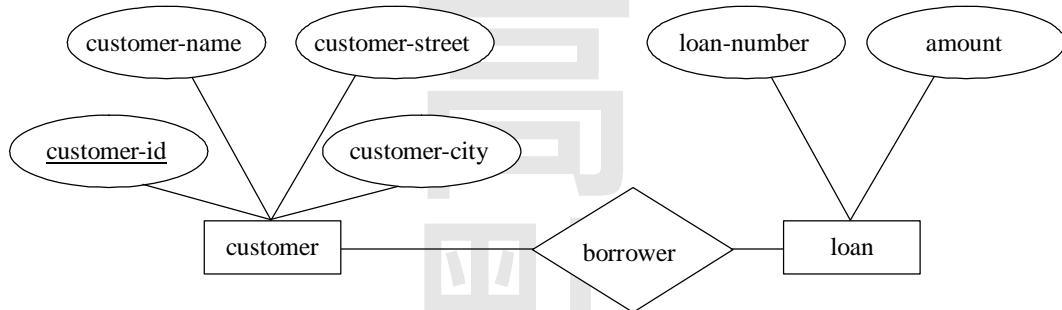 customer-name
customer-street
loan-number
amount
customer-id
customer-city
customer
borrower
loan